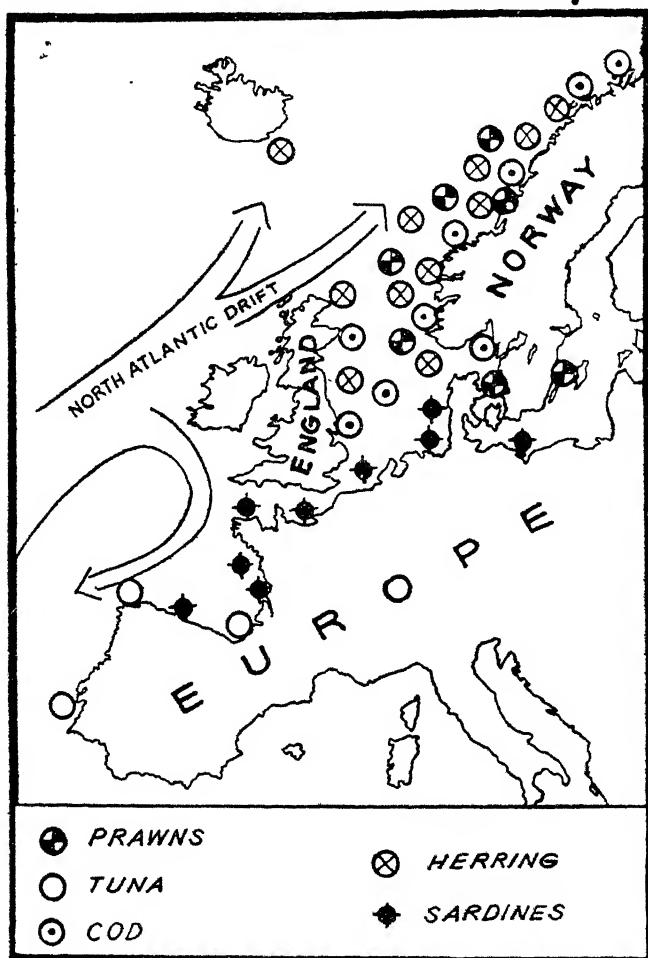 NORWAY
NORTH ATLANTIC DRIFT
ENGLAND
EUROPE
PRAWNS
TUNA
COD
HERRING
SARDINES